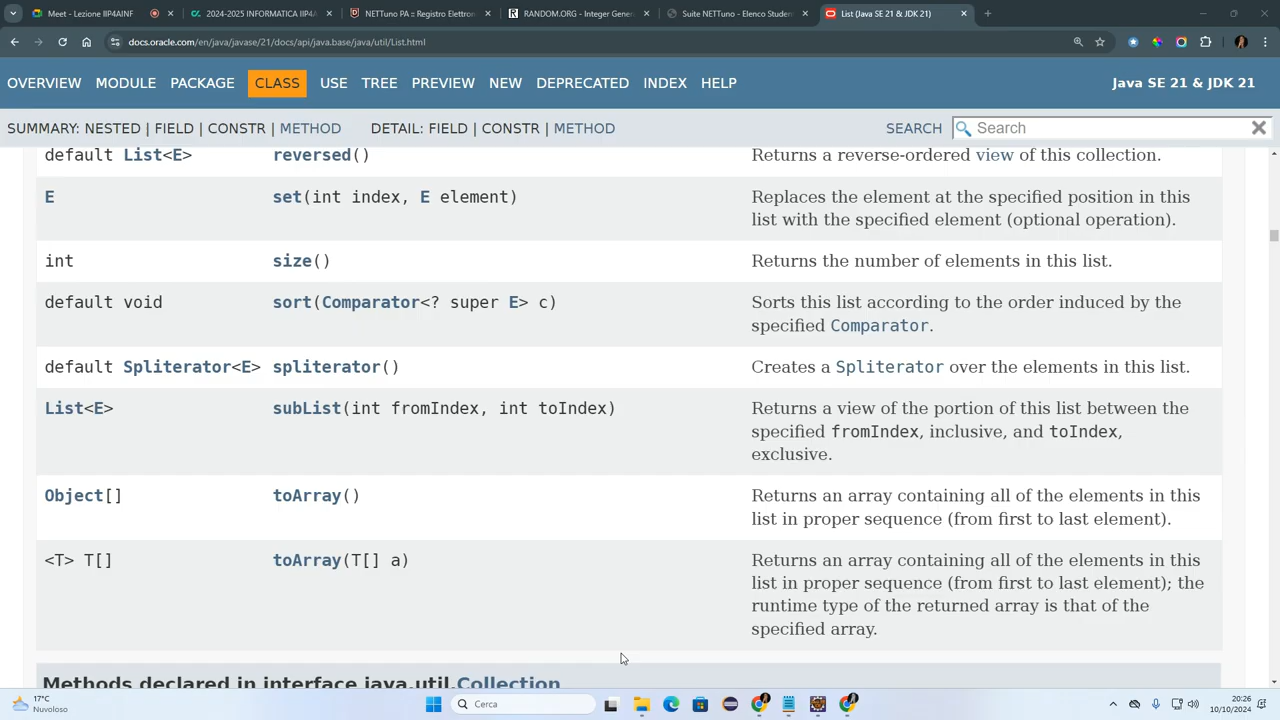 Meet - Lezione IIP4AINF
2024-2025 INFORMATICA IIP4A
NETTuno PA = Registro Elettron
RANDOM.ORG - Integer Gener
Suite NETTuno - Elenco Studen
List (Java SE 21 & JDK 21)
docs.oracle.com/en/java/javase/21/docs/api/java.base/java/util/List.html
OVERVIEW MODULE PACKAGE CLASS USE TREE PREVIEW NEW DEPRECATED INDEX HELP
Java SE 21 & JDK 21
SUMMARY: NESTED | FIELD | CONSTR | METHOD DETAIL: FIELD | CONSTR | METHOD
SEARCH Search
default List<E> reversed() Returns a reverse-ordered view of this collection.
E set(int index, E element) Replaces the element at the specified position in this
list with the specified element (optional operation).
int size() Returns the number of elements in this list.
default void sort(Comparator<? super E> c) Sorts this list according to the order induced by the
specified Comparator.
default Spliterator<E> spliterator() Creates a Spliterator over the elements in this list.
List<E> subList(int fromIndex, int toIndex) Returns a view of the portion of this list between the
specified fromIndex, inclusive, and toIndex,
exclusive.
Object[] toArray() Returns an array containing all of the elements in this
list in proper sequence (from first to last element).
<T> T[] toArray(T[] a) Returns an array containing all of the elements in this
list in proper sequence (from first to last element); the
runtime type of the returned array is that of the
specified array.
Methods declared in interface java.util.Collection
17°C
Nuvoloso
Cerca
20:26
10/10/2024